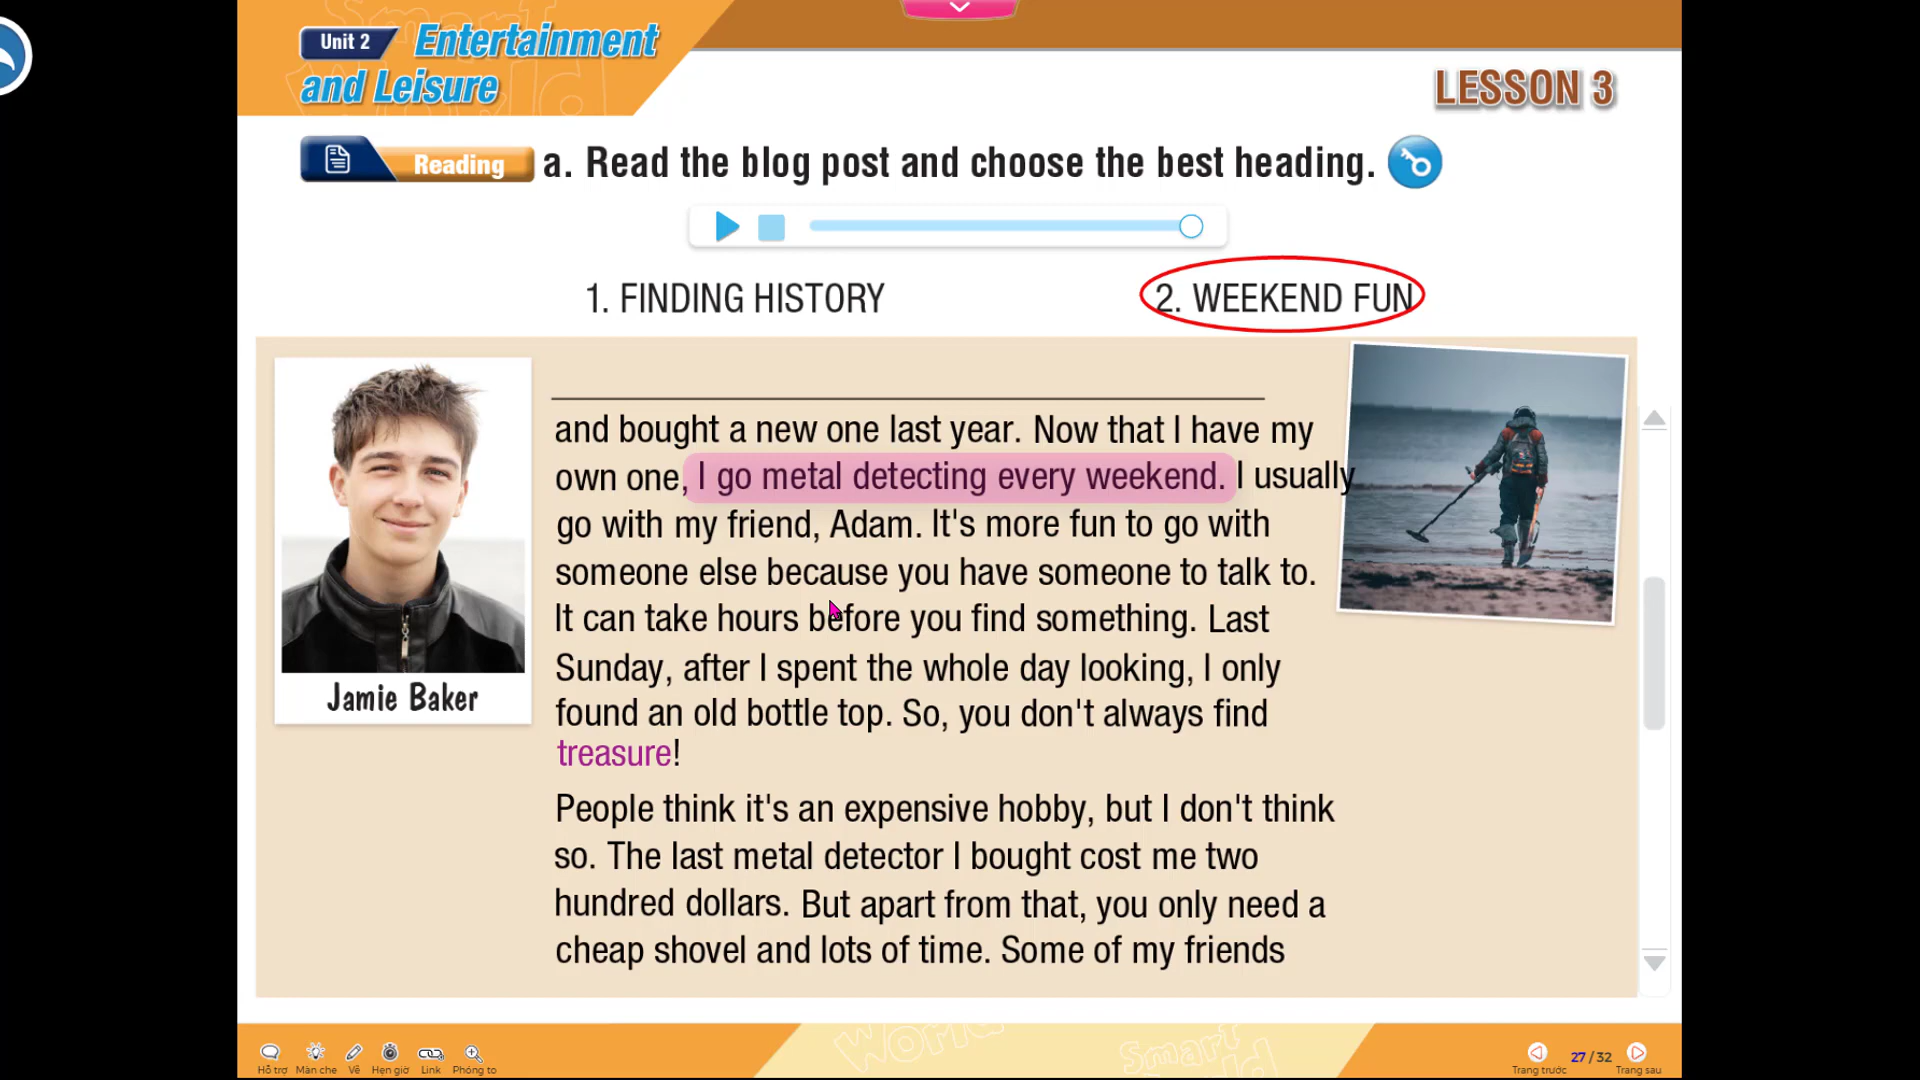 Unit 2
Entertainment
and Leisure
LESSON 3
Reading
a. Read the blog post and choose the best heading.
1. FINDING HISTORY
2. WEEKEND FUN
and bought a new one last year. Now that I have my
own one, I go metal detecting every weekend. I usually
go with my friend, Adam. It's more fun to go with
someone else because you have someone to talk to.
It can take hours before you find something. Last
Sunday, after I spent the whole day looking, I only
found an old bottle top. So, you don't always find
treasure!
People think it's an expensive hobby, but I don't think
so. The last metal detector I bought cost me two
hundred dollars. But apart from that, you only need a
cheap shovel and lots of time. Some of my friends
Jamie Baker
World
Smart
World
Hỗ trợ
Màn che
Vẽ
Hẹn giờ
Link
Phóng to
Trang trước
27 / 32
Trang sau